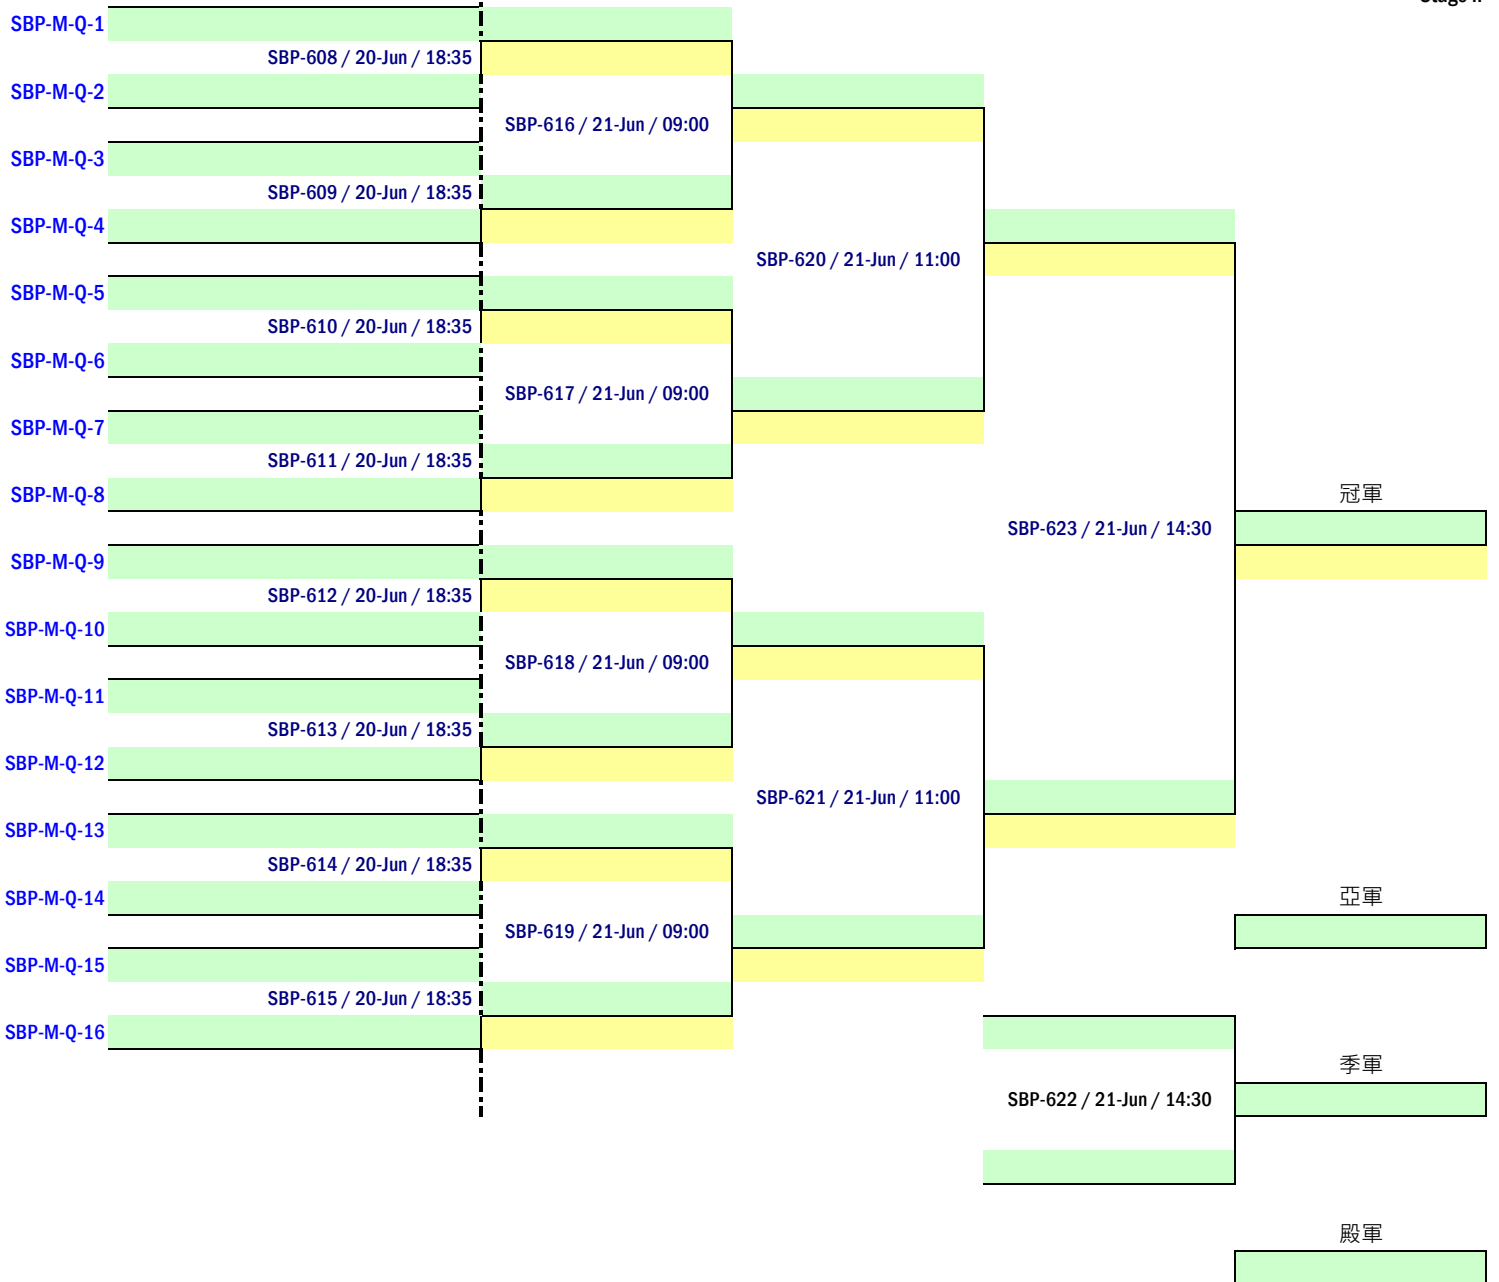 Stage II
SBP-M-Q-1
SBP-608 / 20-Jun / 18:35
SBP-M-Q-2
SBP-616 / 21-Jun / 09:00
SBP-M-Q-3
SBP-609 / 20-Jun / 18:35
SBP-M-Q-4
SBP-620 / 21-Jun / 11:00
SBP-M-Q-5
SBP-610 / 20-Jun / 18:35
SBP-M-Q-6
SBP-617 / 21-Jun / 09:00
SBP-M-Q-7
SBP-611 / 20-Jun / 18:35
SBP-M-Q-8
冠軍
SBP-623 / 21-Jun / 14:30
SBP-M-Q-9
SBP-612 / 20-Jun / 18:35
SBP-M-Q-10
SBP-618 / 21-Jun / 09:00
SBP-M-Q-11
SBP-613 / 20-Jun / 18:35
SBP-M-Q-12
SBP-621 / 21-Jun / 11:00
SBP-M-Q-13
SBP-614 / 20-Jun / 18:35
SBP-M-Q-14
亞軍
SBP-619 / 21-Jun / 09:00
SBP-M-Q-15
SBP-615 / 20-Jun / 18:35
SBP-M-Q-16
季軍
SBP-622 / 21-Jun / 14:30
殿軍